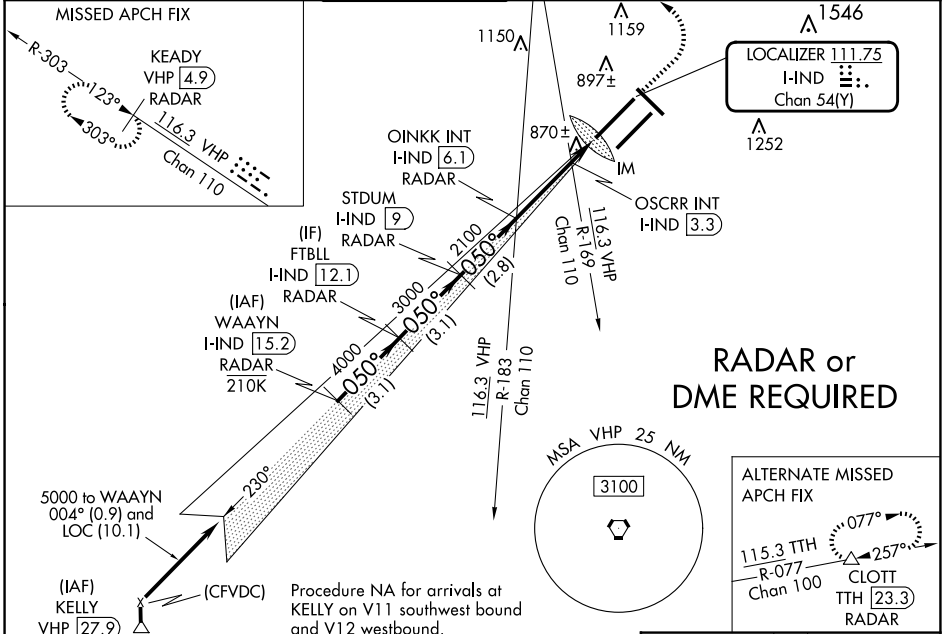 MISSED APCH FIX
R-303
KEADY
VHP 4.9
RADAR
123°
303°
116.3 VHP
Chan 110
1150
1159
1546
897±
870±
1252
LOCALIZER 111.75
I-IND
Chan 54(Y)
IM
OINKK INT
I-IND 6.1
RADAR
OSCRR INT
I-IND 3.3
STDUM
I-IND 9
RADAR
(IF)
FTBLL
I-IND 12.1
RADAR
(IAF)
WAAYN
I-IND 15.2
RADAR
210K
2100
050°
(2.8)
3000
050°
(3.1)
4000
050°
(3.1)
230°
116.3 VHP
R-169
Chan 110
116.3 VHP
R-183
Chan 110
RADAR or
DME REQUIRED
MSA VHP 25 NM
3100
5000 to WAAYN
004° (0.9) and
LOC (10.1)
(IAF)
KELLY
VHP 27.9
(CFVDC)
Procedure NA for arrivals at
KELLY on V11 southwest bound
and V12 westbound.
ALTERNATE MISSED
APCH FIX
077°
257°
115.3 TTH
R-077
Chan 100
CLOTT
TTH 23.3
RADAR